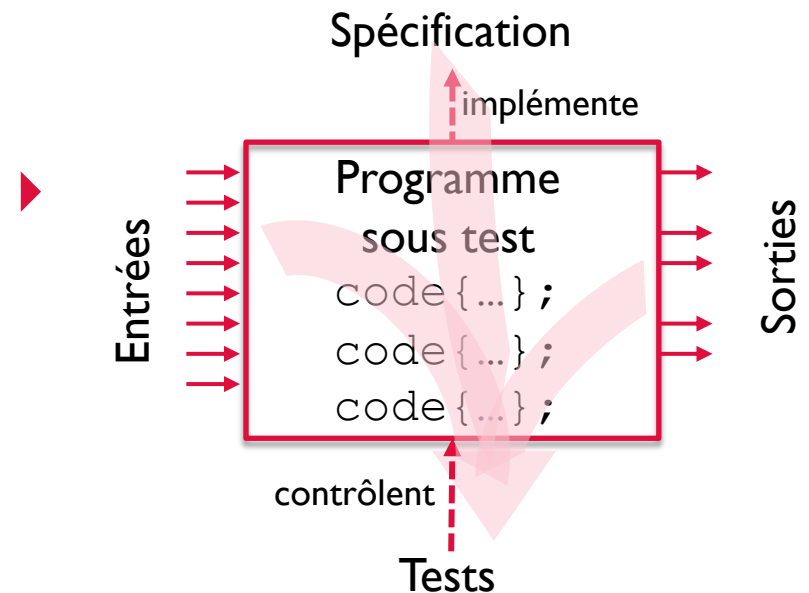 Spécification
implémente
Programme
sous test
code{…};
code{…};
code{…};
Entrées
Sorties
contrôlent
Tests